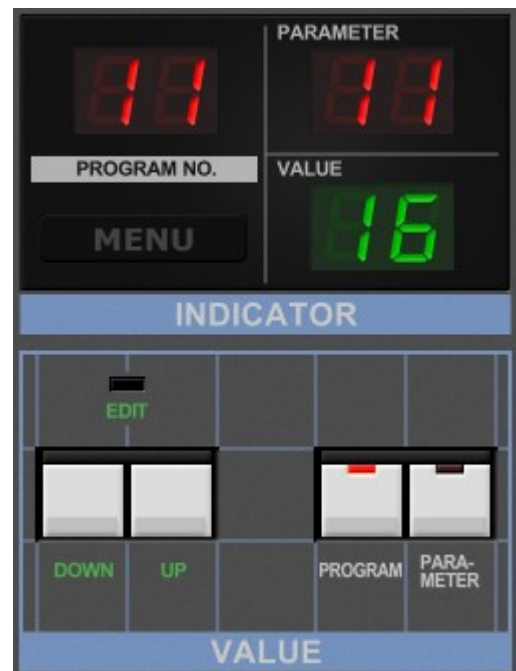 PARAMETER
11
11
PROGRAM NO.
VALUE
MENU
16
INDICATOR
EDIT
DOWN
UP
PROGRAM
PARA-
METER
VALUE